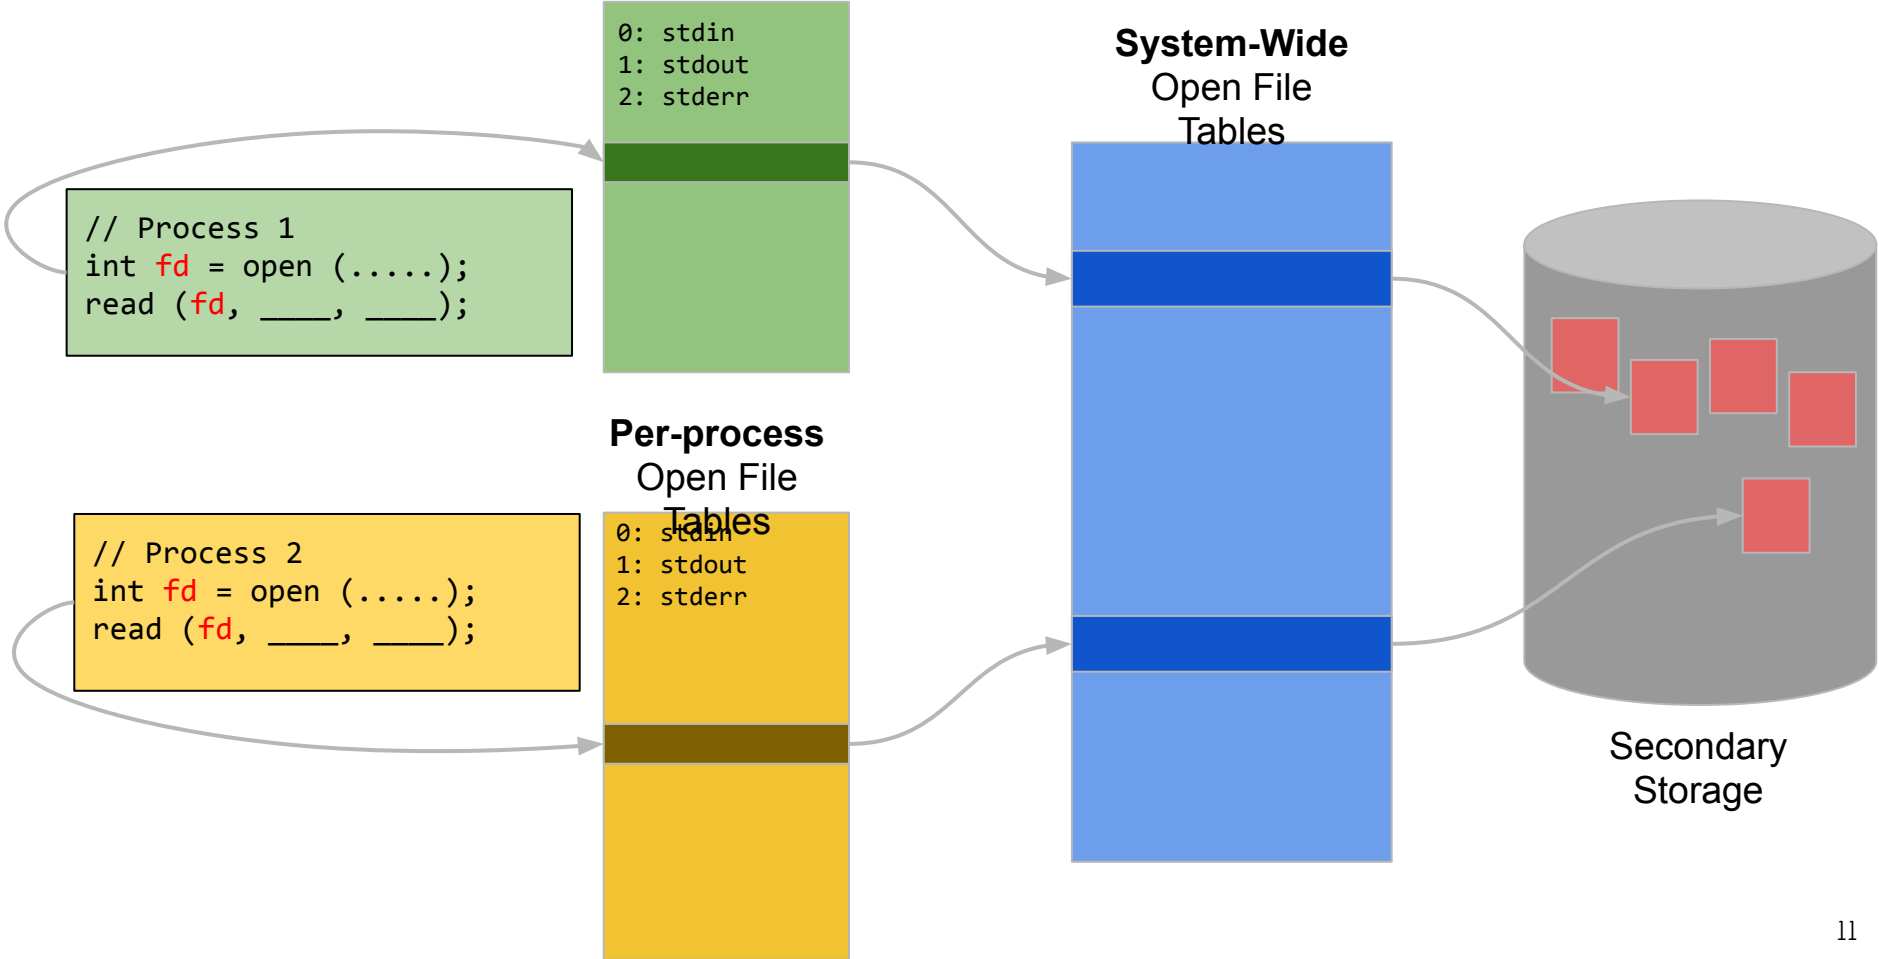 0: stdin
1: stdout
2: stderr
System-Wide
Open File
Tables
// Process 1
int fd = open (.....);
read (fd, ____, ____);
Per-process
Open File
Tables
0: stdin
1: stdout
2: stderr
// Process 2
int fd = open (.....);
read (fd, ____, ____);
Secondary
Storage
11